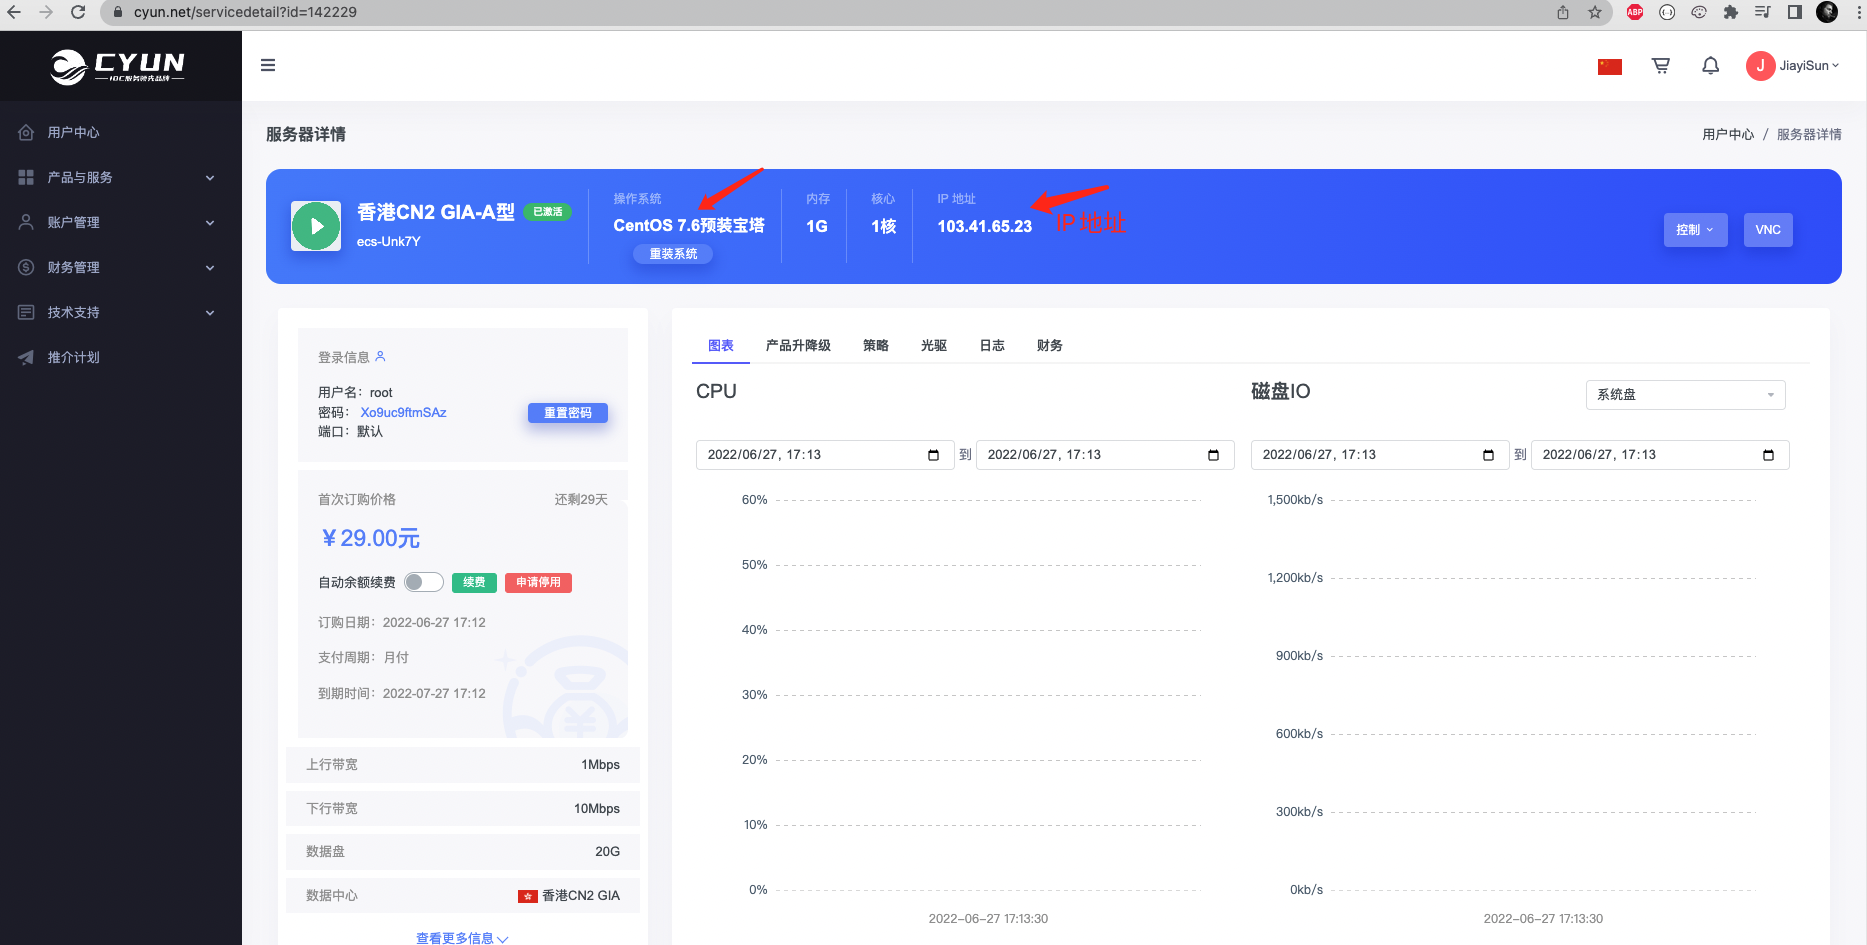 cyun.net/servicedetail?id=142229
ABP
CYUN
IDC服务领先品牌
J JiayiSun
用户中心
产品与服务
账户管理
财务管理
技术支持
推介计划
服务器详情
用户中心 / 服务器详情
香港CN2 GIA-A型 已激活
ecs-Unk7Y
操作系统
CentOS 7.6预装宝塔
重装系统
内存
1G
核心
1核
IP 地址
103.41.65.23
IP 地址
控制
VNC
登录信息
用户名：root
密码：Xo9uc9ftmSAz
端口：默认
重置密码
首次订购价格 还剩29天
￥29.00元
自动余额续费 续费 申请停用
订购日期：2022-06-27 17:12
支付周期：月付
到期时间：2022-07-27 17:12
上行带宽 1Mbps
下行带宽 10Mbps
数据盘 20G
数据中心 香港CN2 GIA
查看更多信息
图表 产品升降级 策略 光驱 日志 财务
CPU
2022/06/27, 17:13 到 2022/06/27, 17:13
60%
50%
40%
30%
20%
10%
0%
2022-06-27 17:13:30
磁盘IO
系统盘
2022/06/27, 17:13 到 2022/06/27, 17:13
1,500kb/s
1,200kb/s
900kb/s
600kb/s
300kb/s
0kb/s
2022-06-27 17:13:30